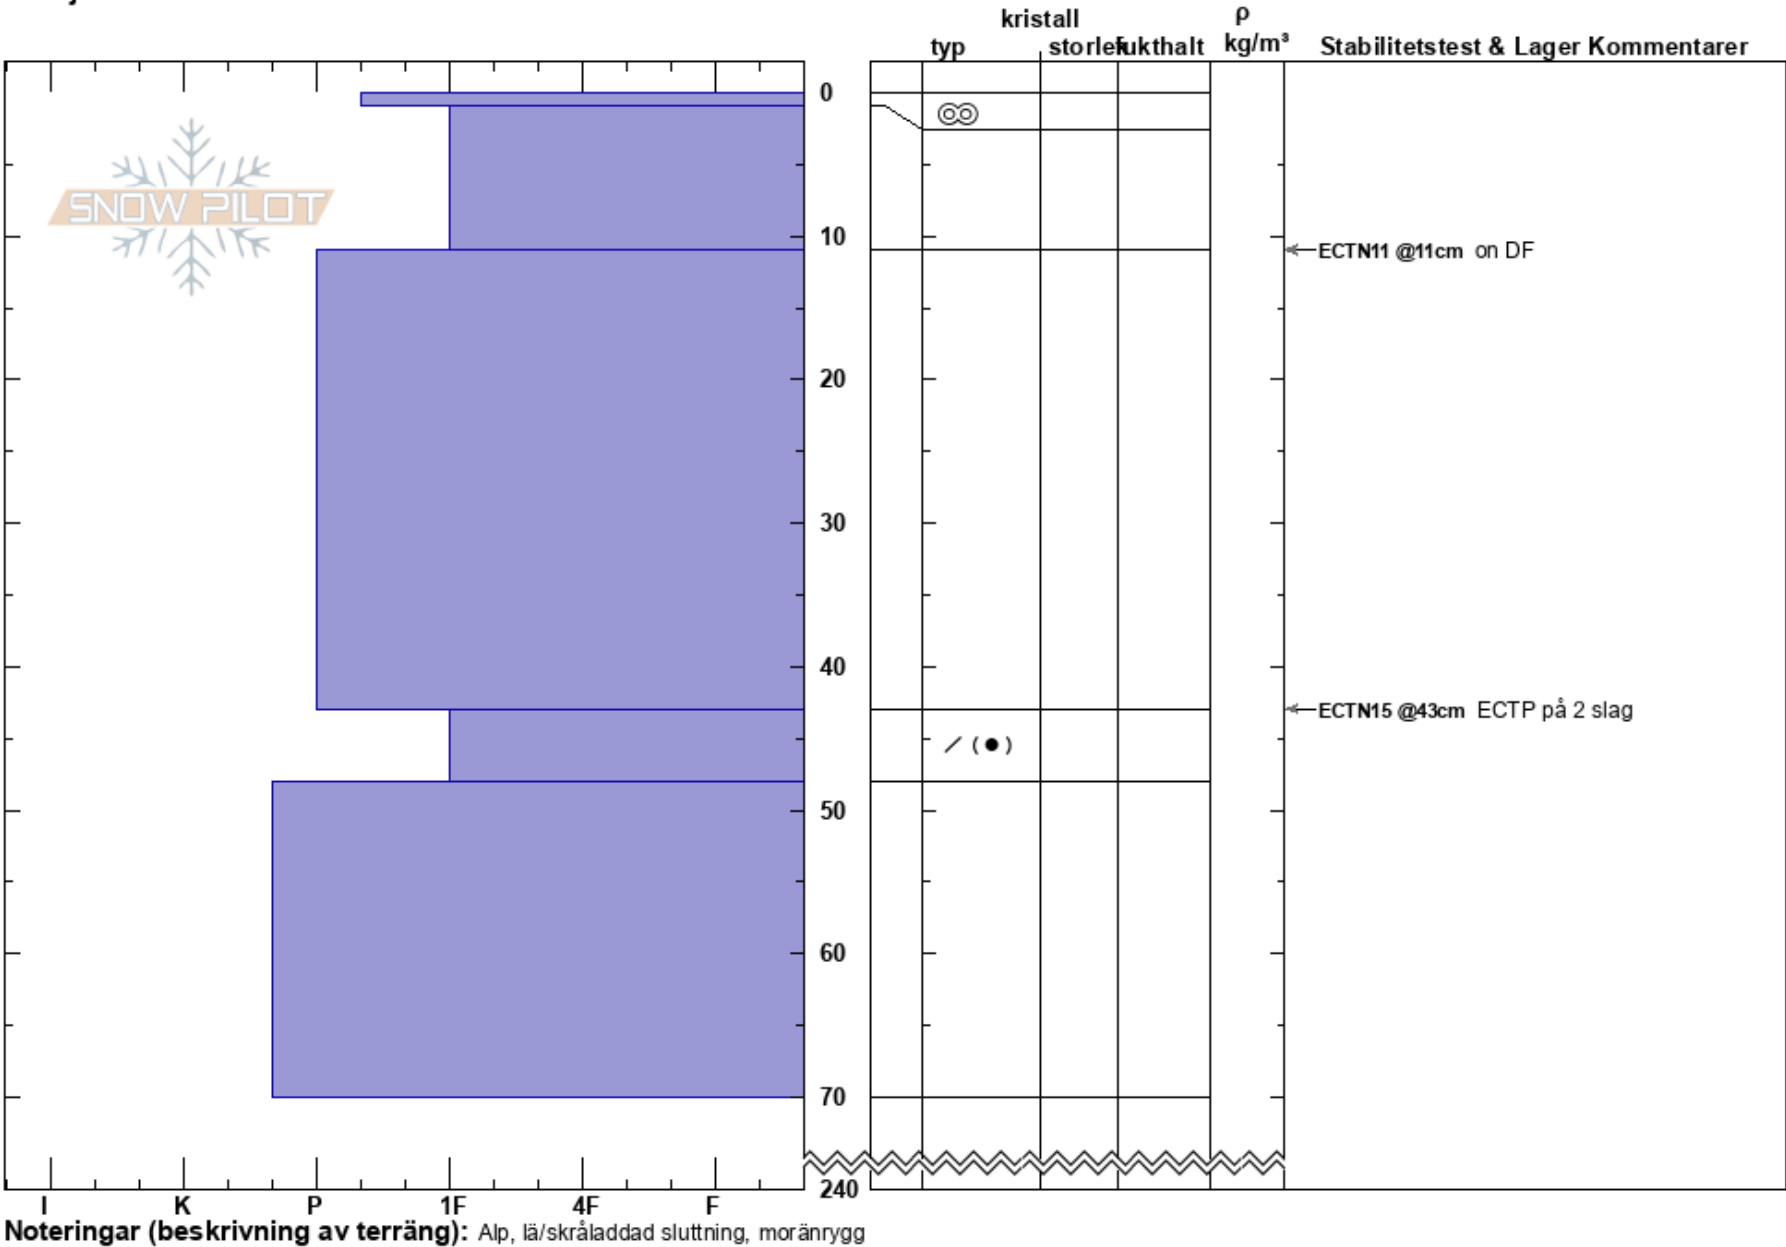 kristall ρ
typ storlek fukthalt kg/m³ Stabilitetstest & Lager Kommentarer
0
SNOW PILOT
10
ECTN11 @11cm on DF
20
30
40
ECTN15 @43cm ECTP på 2 slag
( )
50
60
70
240
I K P 1F 4F F
Noteringar (beskrivning av terräng): Alp, lä/skråladdad sluttning, moränrygg